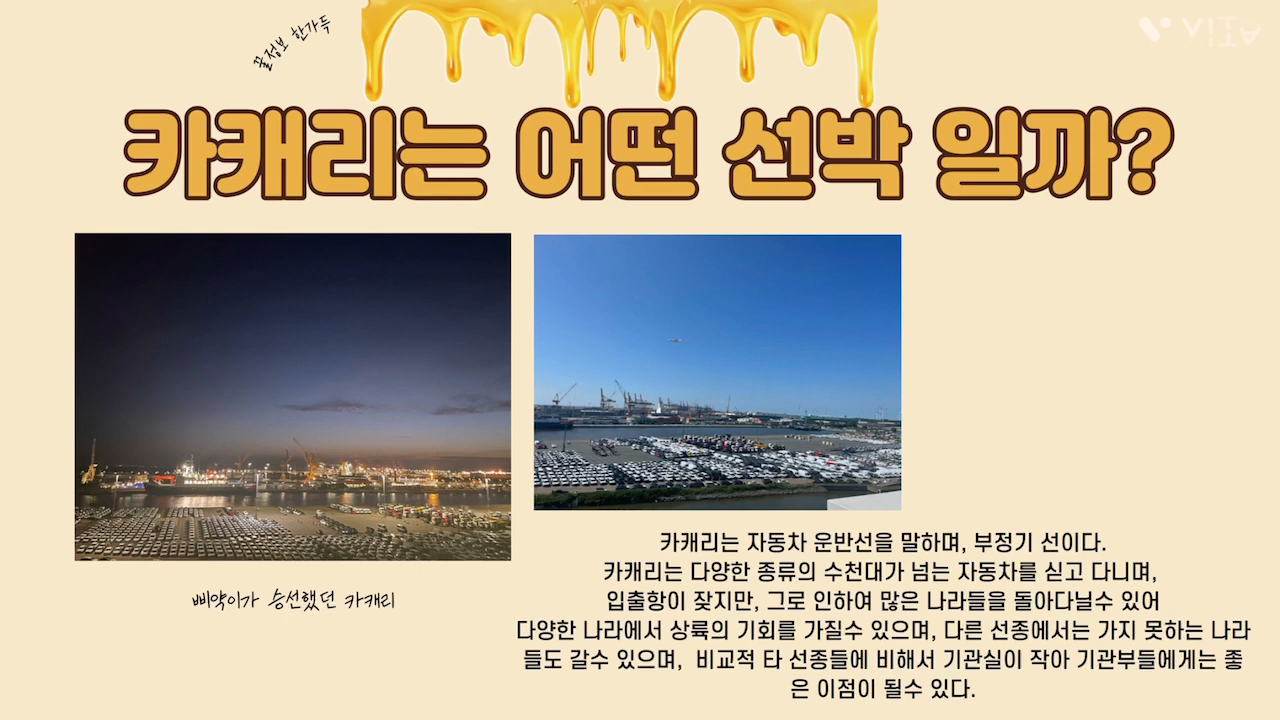 꿀정보 한가득
VITA
카캐리는 어떤 선박 일까?
삐약이가 승선했던 카캐리
카캐리는 자동차 운반선을 말하며, 부정기 선이다.
카캐리는 다양한 종류의 수천대가 넘는 자동차를 싣고 다니며,
입출항이 잦지만, 그로 인하여 많은 나라들을 돌아다닐수 있어
다양한 나라에서 상륙의 기회를 가질수 있으며, 다른 선종에서는 가지 못하는 나라
들도 갈수 있으며, 비교적 타 선종들에 비해서 기관실이 작아 기관부들에게는 좋
은 이점이 될수 있다.